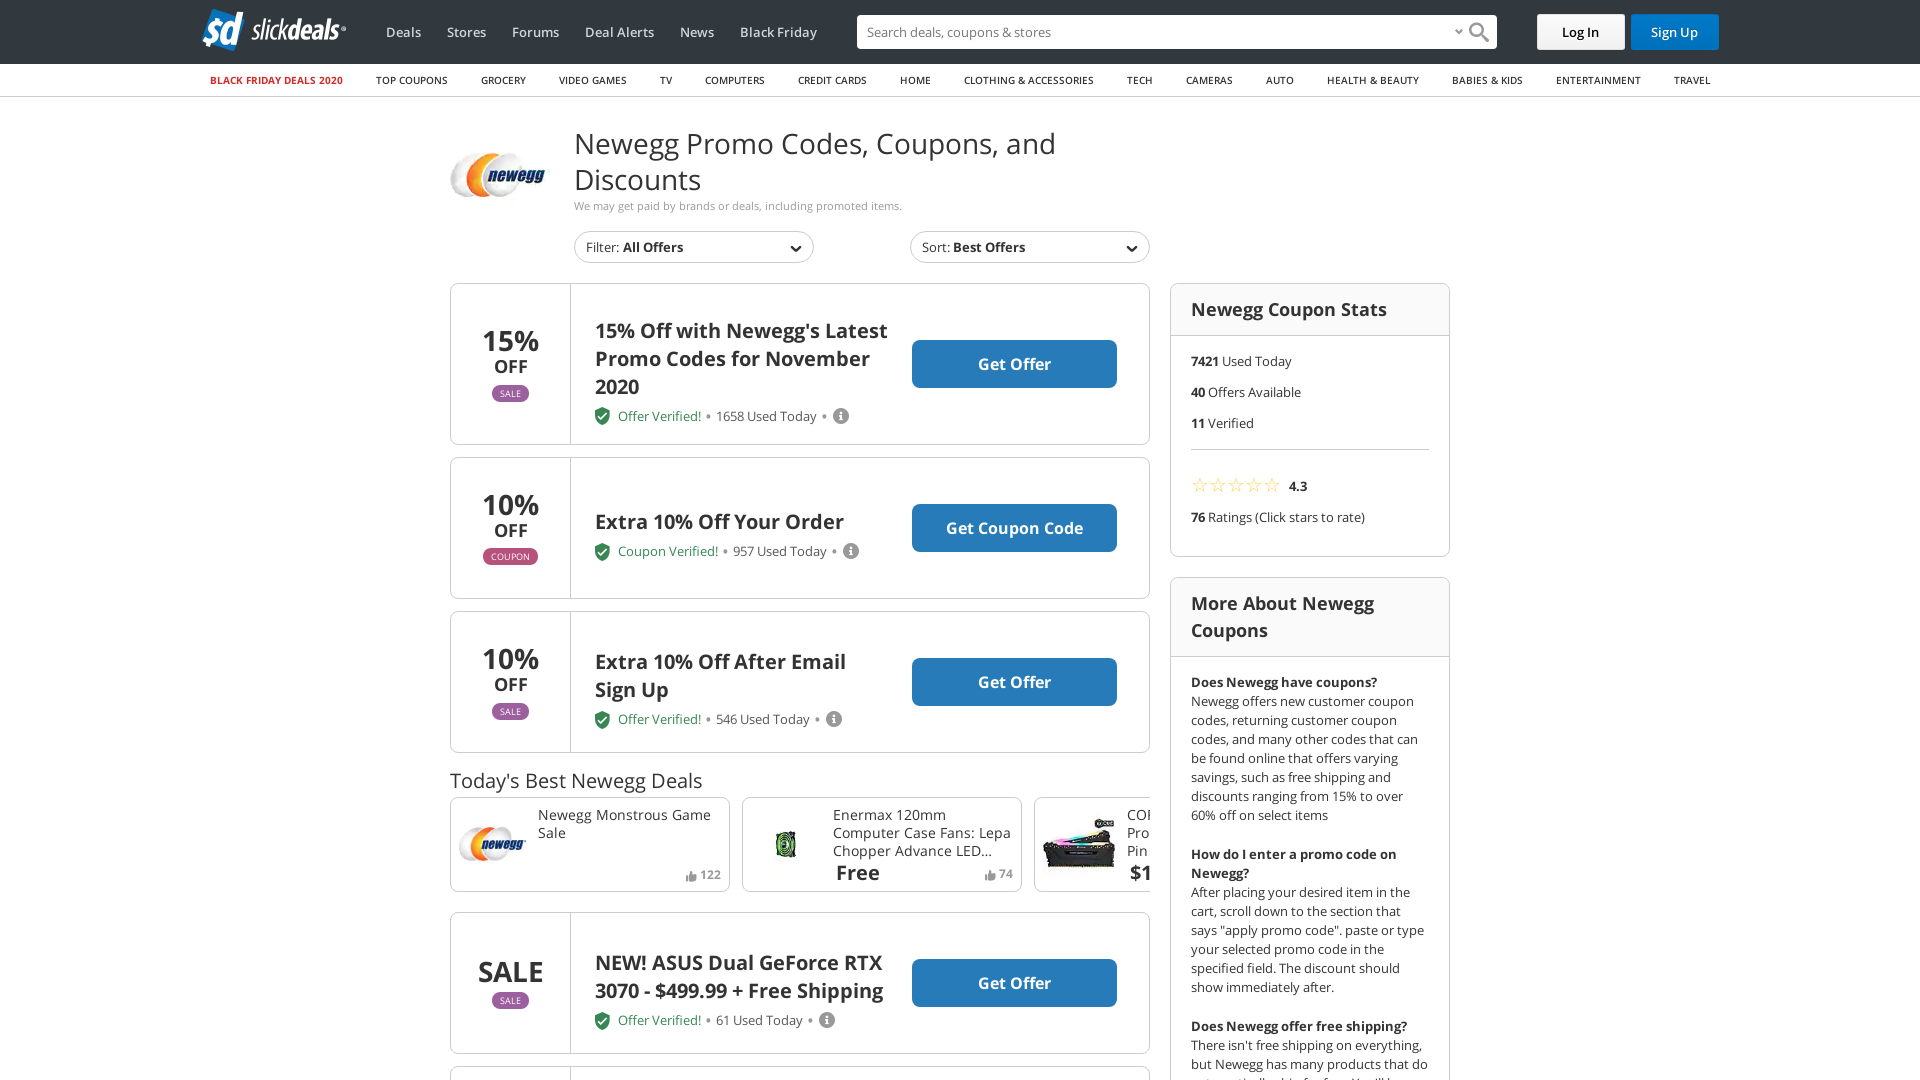 sd slickdeals
Deals
Stores
Forums
Deal Alerts
News
Black Friday
Search deals, coupons & stores
Log In
Sign Up
BLACK FRIDAY DEALS 2020
TOP COUPONS
GROCERY
VIDEO GAMES
TV
COMPUTERS
CREDIT CARDS
HOME
CLOTHING & ACCESSORIES
TECH
CAMERAS
AUTO
HEALTH & BEAUTY
BABIES & KIDS
ENTERTAINMENT
TRAVEL
newegg
Newegg Promo Codes, Coupons, and
Discounts
We may get paid by brands or deals, including promoted items.
Filter: All Offers
Sort: Best Offers
15%
OFF
SALE
15% Off with Newegg's Latest
Promo Codes for November
2020
Offer Verified! • 1658 Used Today •
Get Offer
10%
OFF
COUPON
Extra 10% Off Your Order
Coupon Verified! • 957 Used Today •
Get Coupon Code
10%
OFF
SALE
Extra 10% Off After Email
Sign Up
Offer Verified! • 546 Used Today •
Get Offer
Today's Best Newegg Deals
newegg
Newegg Monstrous Game
Sale
122
Enermax 120mm
Computer Case Fans: Lepa
Chopper Advance LED...
Free
74
Pro
Pin
$1
SALE
SALE
NEW! ASUS Dual GeForce RTX
3070 - $499.99 + Free Shipping
Offer Verified! • 61 Used Today •
Get Offer
Newegg Coupon Stats
7421 Used Today
40 Offers Available
11 Verified
4.3
76 Ratings (Click stars to rate)
More About Newegg
Coupons
Does Newegg have coupons?
Newegg offers new customer coupon
codes, returning customer coupon
codes, and many other codes that can
be found online that offers varying
savings, such as free shipping and
discounts ranging from 15% to over
60% off on select items
How do I enter a promo code on
Newegg?
After placing your desired item in the
cart, scroll down to the section that
says "apply promo code". paste or type
your selected promo code in the
specified field. The discount should
show immediately after.
Does Newegg offer free shipping?
There isn't free shipping on everything,
but Newegg has many products that do